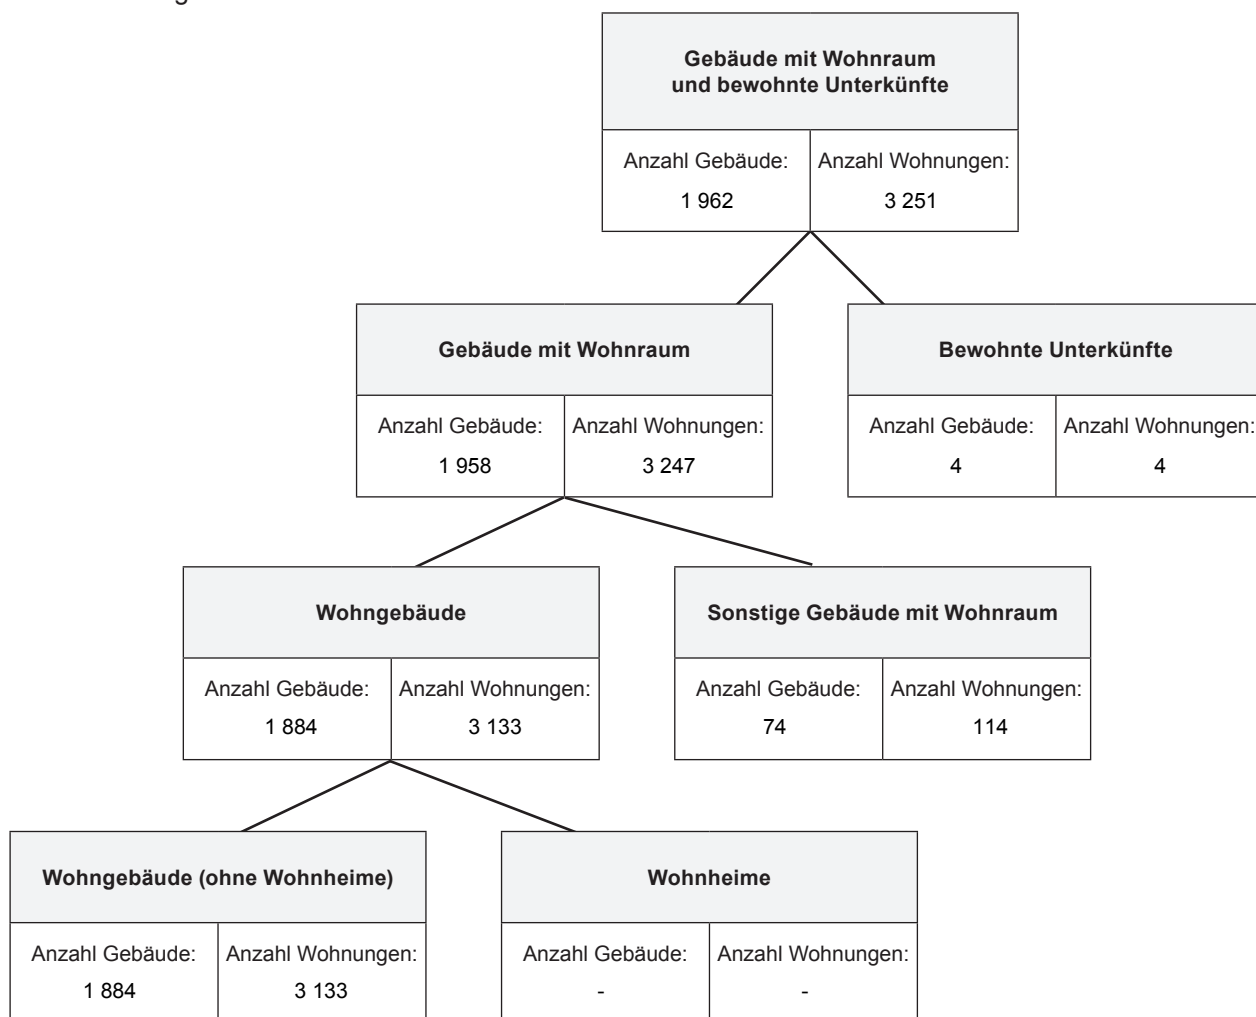 Gebäude mit Wohnraum
und bewohnte Unterkünfte
Anzahl Gebäude: Anzahl Wohnungen:
1 962 3 251
Gebäude mit Wohnraum
Anzahl Gebäude: Anzahl Wohnungen:
1 958 3 247
Bewohnte Unterkünfte
Anzahl Gebäude: Anzahl Wohnungen:
4 4
Wohngebäude
Anzahl Gebäude: Anzahl Wohnungen:
1 884 3 133
Sonstige Gebäude mit Wohnraum
Anzahl Gebäude: Anzahl Wohnungen:
74 114
Wohngebäude (ohne Wohnheime)
Anzahl Gebäude: Anzahl Wohnungen:
1 884 3 133
Wohnheime
Anzahl Gebäude: Anzahl Wohnungen:
- -